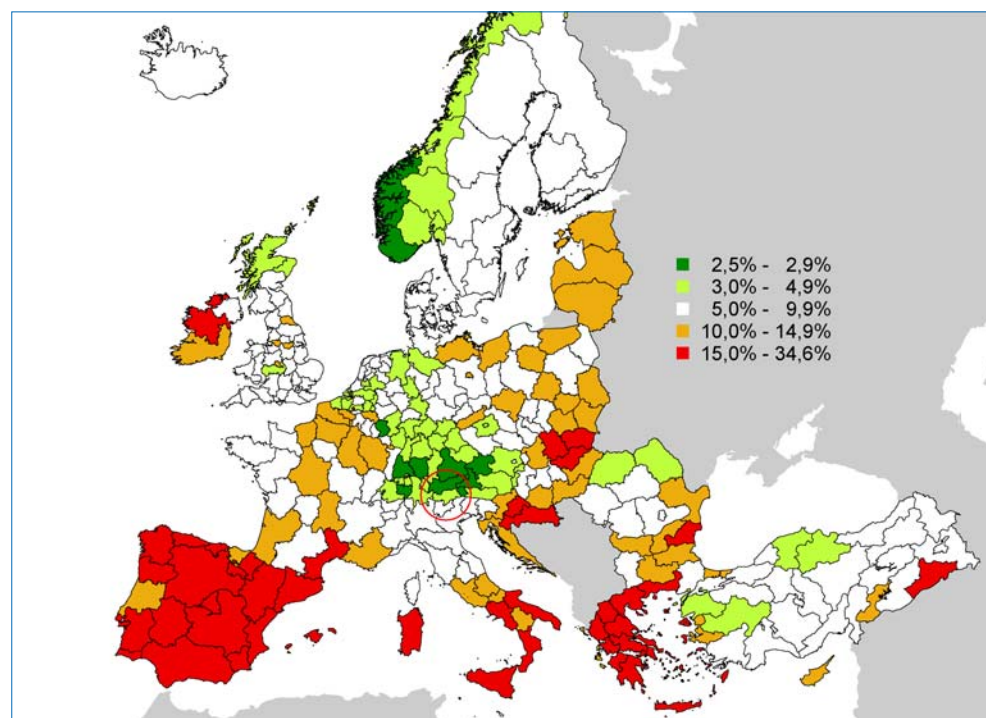 2,5% - 2,9%
3,0% - 4,9%
5,0% - 9,9%
10,0% - 14,9%
15,0% - 34,6%